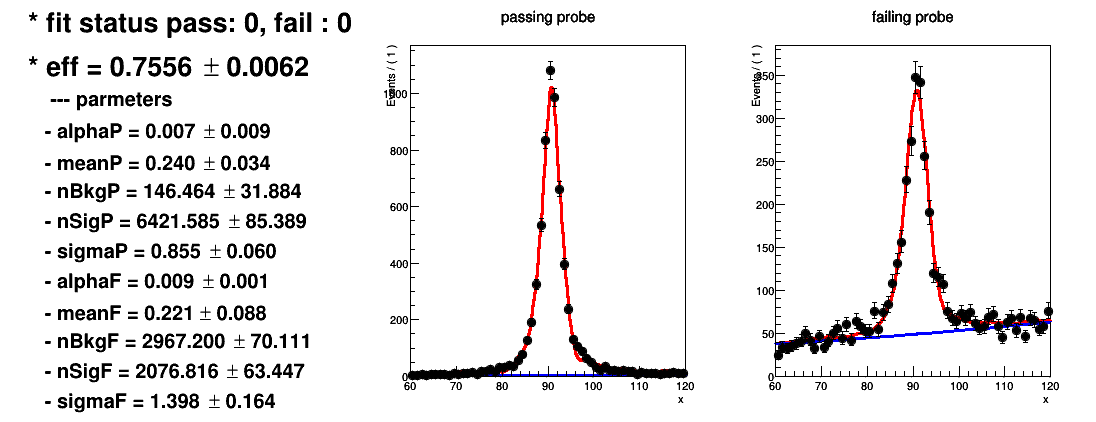 * fit status pass: 0, fail : 0
* eff = 0.7556 ± 0.0062
--- parmeters
- alphaP = 0.007 ± 0.009
- meanP = 0.240 ± 0.034
- nBkgP = 146.464 ± 31.884
- nSigP = 6421.585 ± 85.389
- sigmaP = 0.855 ± 0.060
- alphaF = 0.009 ± 0.001
- meanF = 0.221 ± 0.088
- nBkgF = 2967.200 ± 70.111
- nSigF = 2076.816 ± 63.447
- sigmaF = 1.398 ± 0.164
passing probe
Events / ( 1 )
1000
800
600
400
200
0
60 70 80 90 100 110 120
x
failing probe
Events / ( 1 )
350
300
250
200
150
100
50
0
60 70 80 90 100 110 120
x